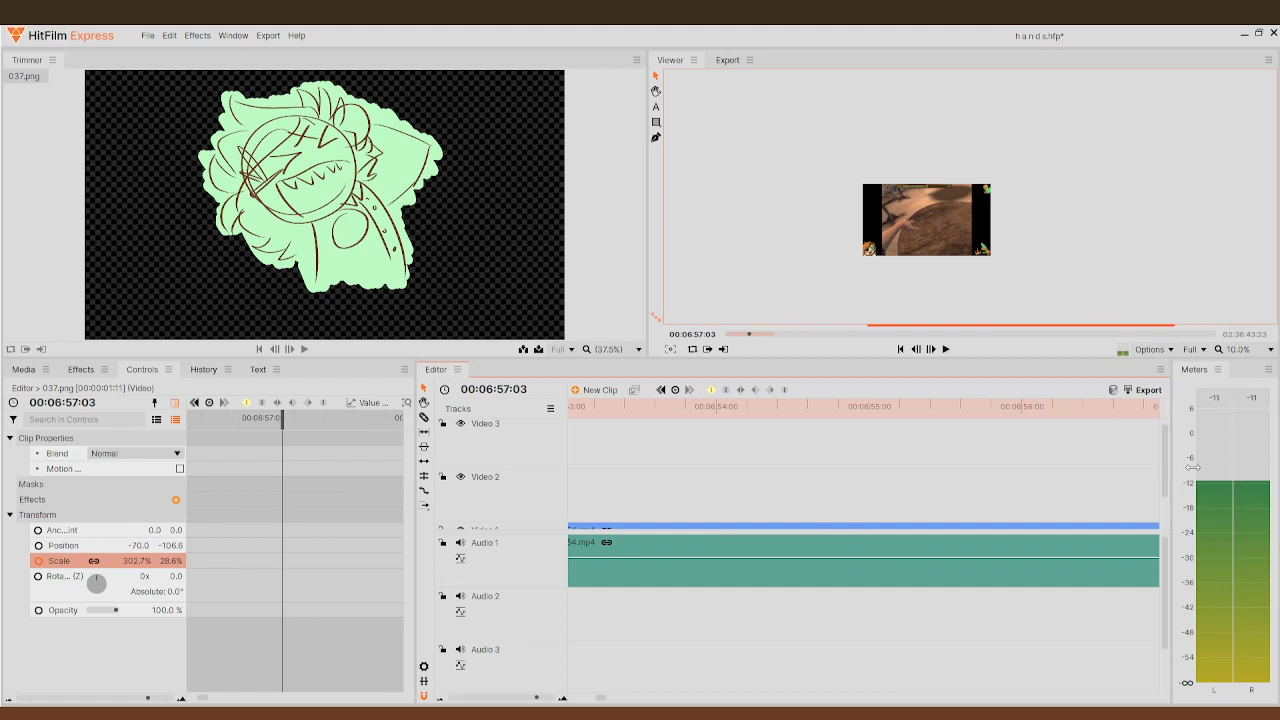 HitFilm Express
File Edit Effects Window Export Help
h a n d s.hfp*
Trimmer
037.png
Viewer Export
Full (37.5%)
00:06:57:03
02:36:43:23
Options Full 10.0%
Media Effects Controls History Text
Editor > 037.png [00:00:01:11] (Video)
00:06:57:03
Value ...
Search in Controls
00:06:57:0
00
Clip Properties
Blend Normal
Motion ...
Masks
Effects
Transform
Anc...int 0.0 0.0
Position -70.0 -106.6
Scale 302.7% 28.6%
Rota... (Z) 0x 0.0
Absolute: 0.0°
Opacity 100.0 %
Editor
00:06:57:03
New Clip
Export
Tracks
53:00 00:06:54:00 00:06:55:00 00:06:56:00 0
Video 3
Video 2
Audio 1
54.mp4
Audio 2
Audio 3
Meters
-11 -11
6
0
-6
-12
-18
-24
-30
-36
-42
-48
-54
-∞
L R